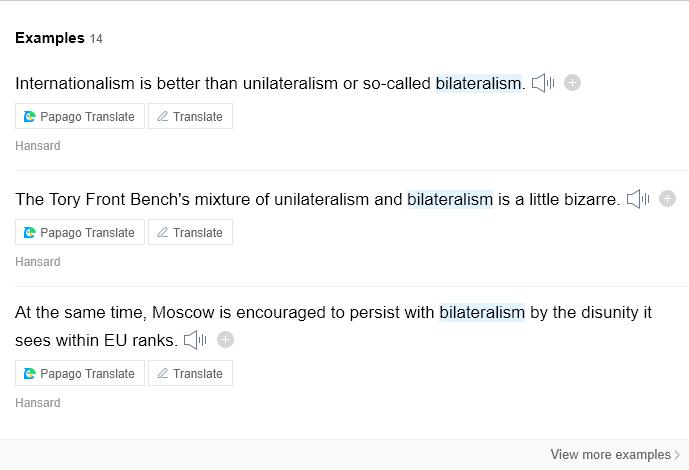 Examples 14
Internationalism is better than unilateralism or so-called bilateralism.
Papago Translate Translate
Hansard
The Tory Front Bench's mixture of unilateralism and bilateralism is a little bizarre.
Papago Translate Translate
Hansard
At the same time, Moscow is encouraged to persist with bilateralism by the disunity it
sees within EU ranks.
Papago Translate Translate
Hansard
View more examples